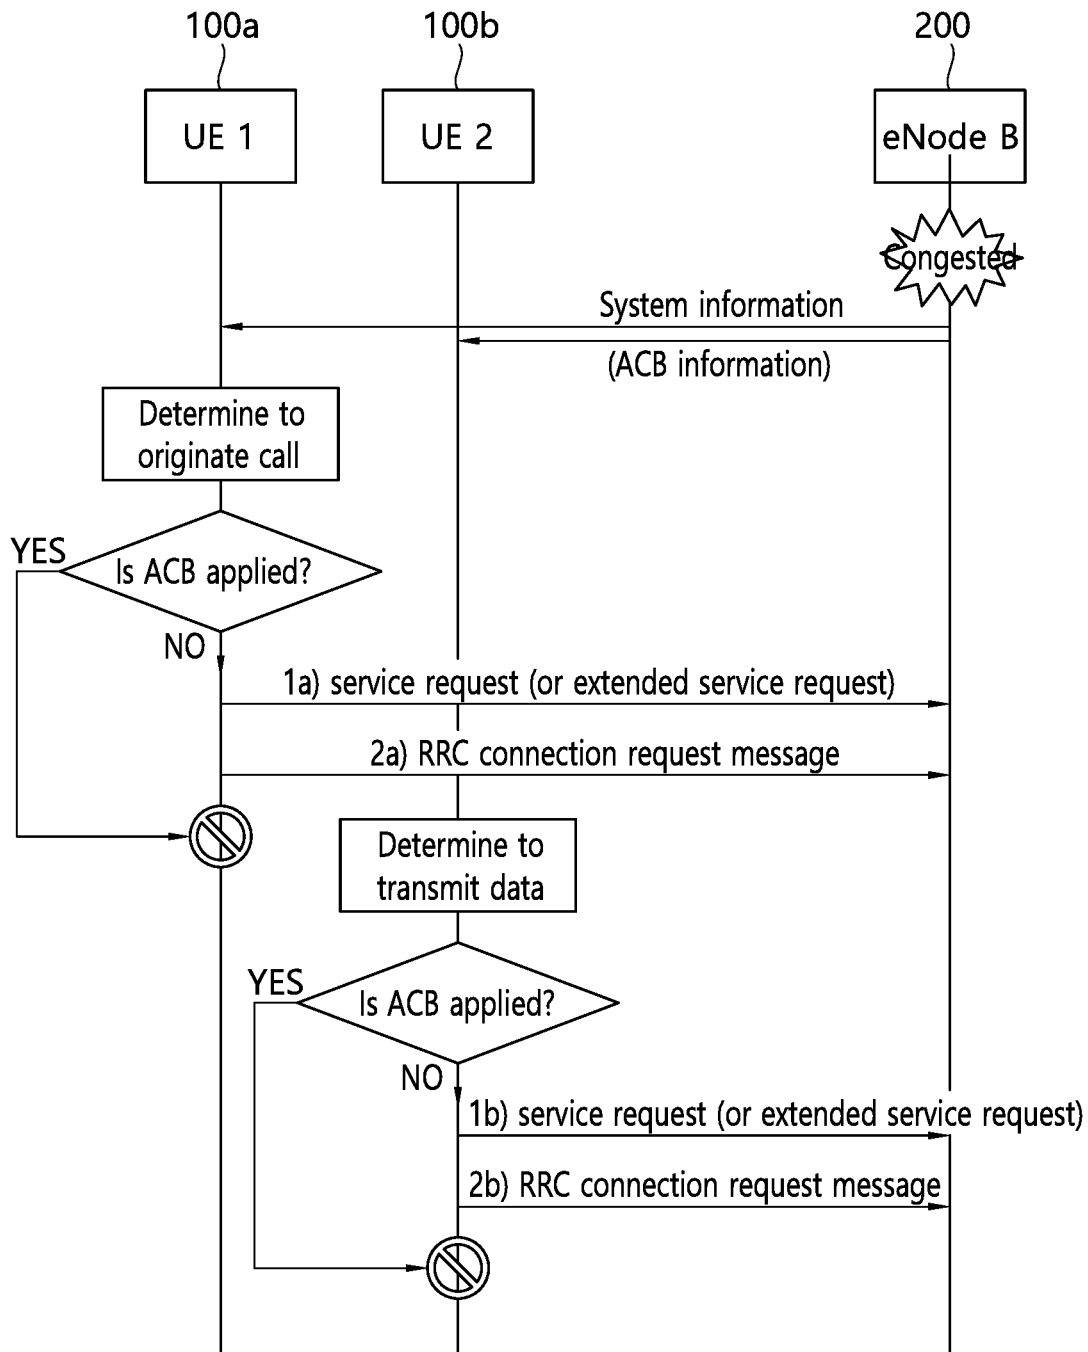 100a
100b
200
UE 1
UE 2
eNode B
Congested
System information
(ACB information)
Determine to
originate call
YES
Is ACB applied?
NO
1a) service request (or extended service request)
2a) RRC connection request message
Determine to
transmit data
YES
Is ACB applied?
NO
1b) service request (or extended service request)
2b) RRC connection request message